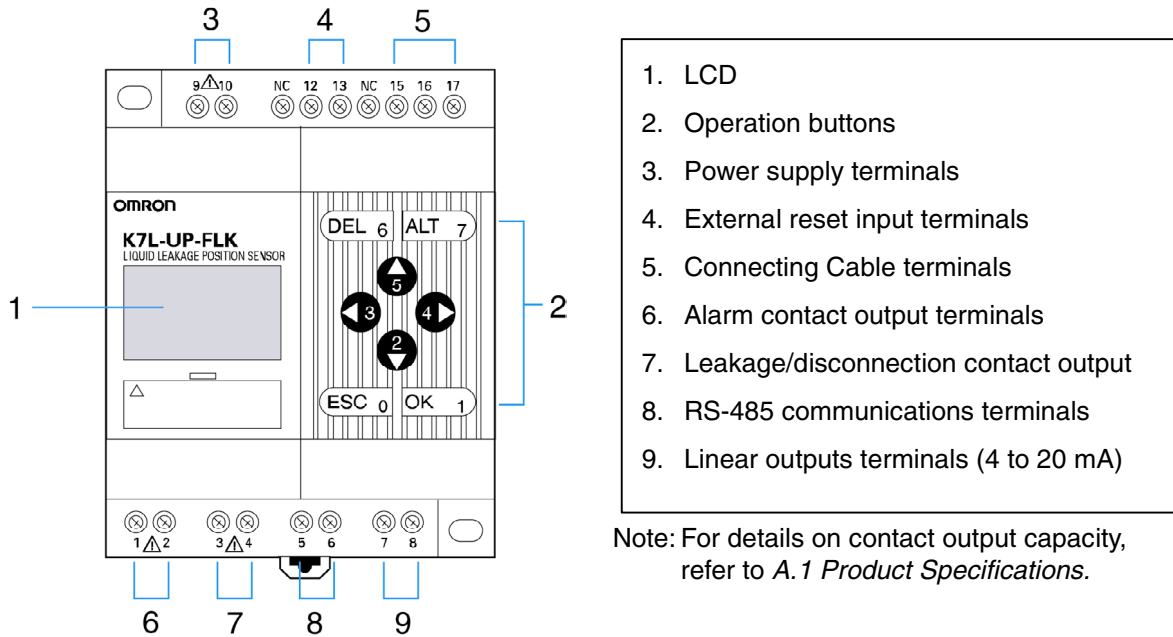 3 4 5
9 10 NC 12 13 NC 15 16 17
OMRON
K7L-UP-FLK
LIQUID LEAKAGE POSITION SENSOR
DEL 6 ALT 7
5
3 4
2
ESC 0 OK 1
1
2
1 2 3 4 5 6 7 8
6 7 8 9
1. LCD
2. Operation buttons
3. Power supply terminals
4. External reset input terminals
5. Connecting Cable terminals
6. Alarm contact output terminals
7. Leakage/disconnection contact output
8. RS-485 communications terminals
9. Linear outputs terminals (4 to 20 mA)
Note: For details on contact output capacity,
refer to A.1 Product Specifications.